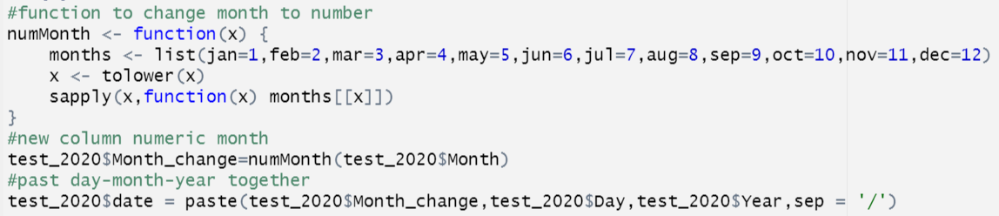 #function to change month to number
numMonth <- function(x) {
    months <- list(jan=1,feb=2,mar=3,apr=4,may=5,jun=6,jul=7,aug=8,sep=9,oct=10,nov=11,dec=12)
    x <- tolower(x)
    sapply(x,function(x) months[[x]])
}
#new column numeric month
test_2020$Month_change=numMonth(test_2020$Month)
#past day-month-year together
test_2020$date = paste(test_2020$Month_change,test_2020$Day,test_2020$Year,sep = '/')